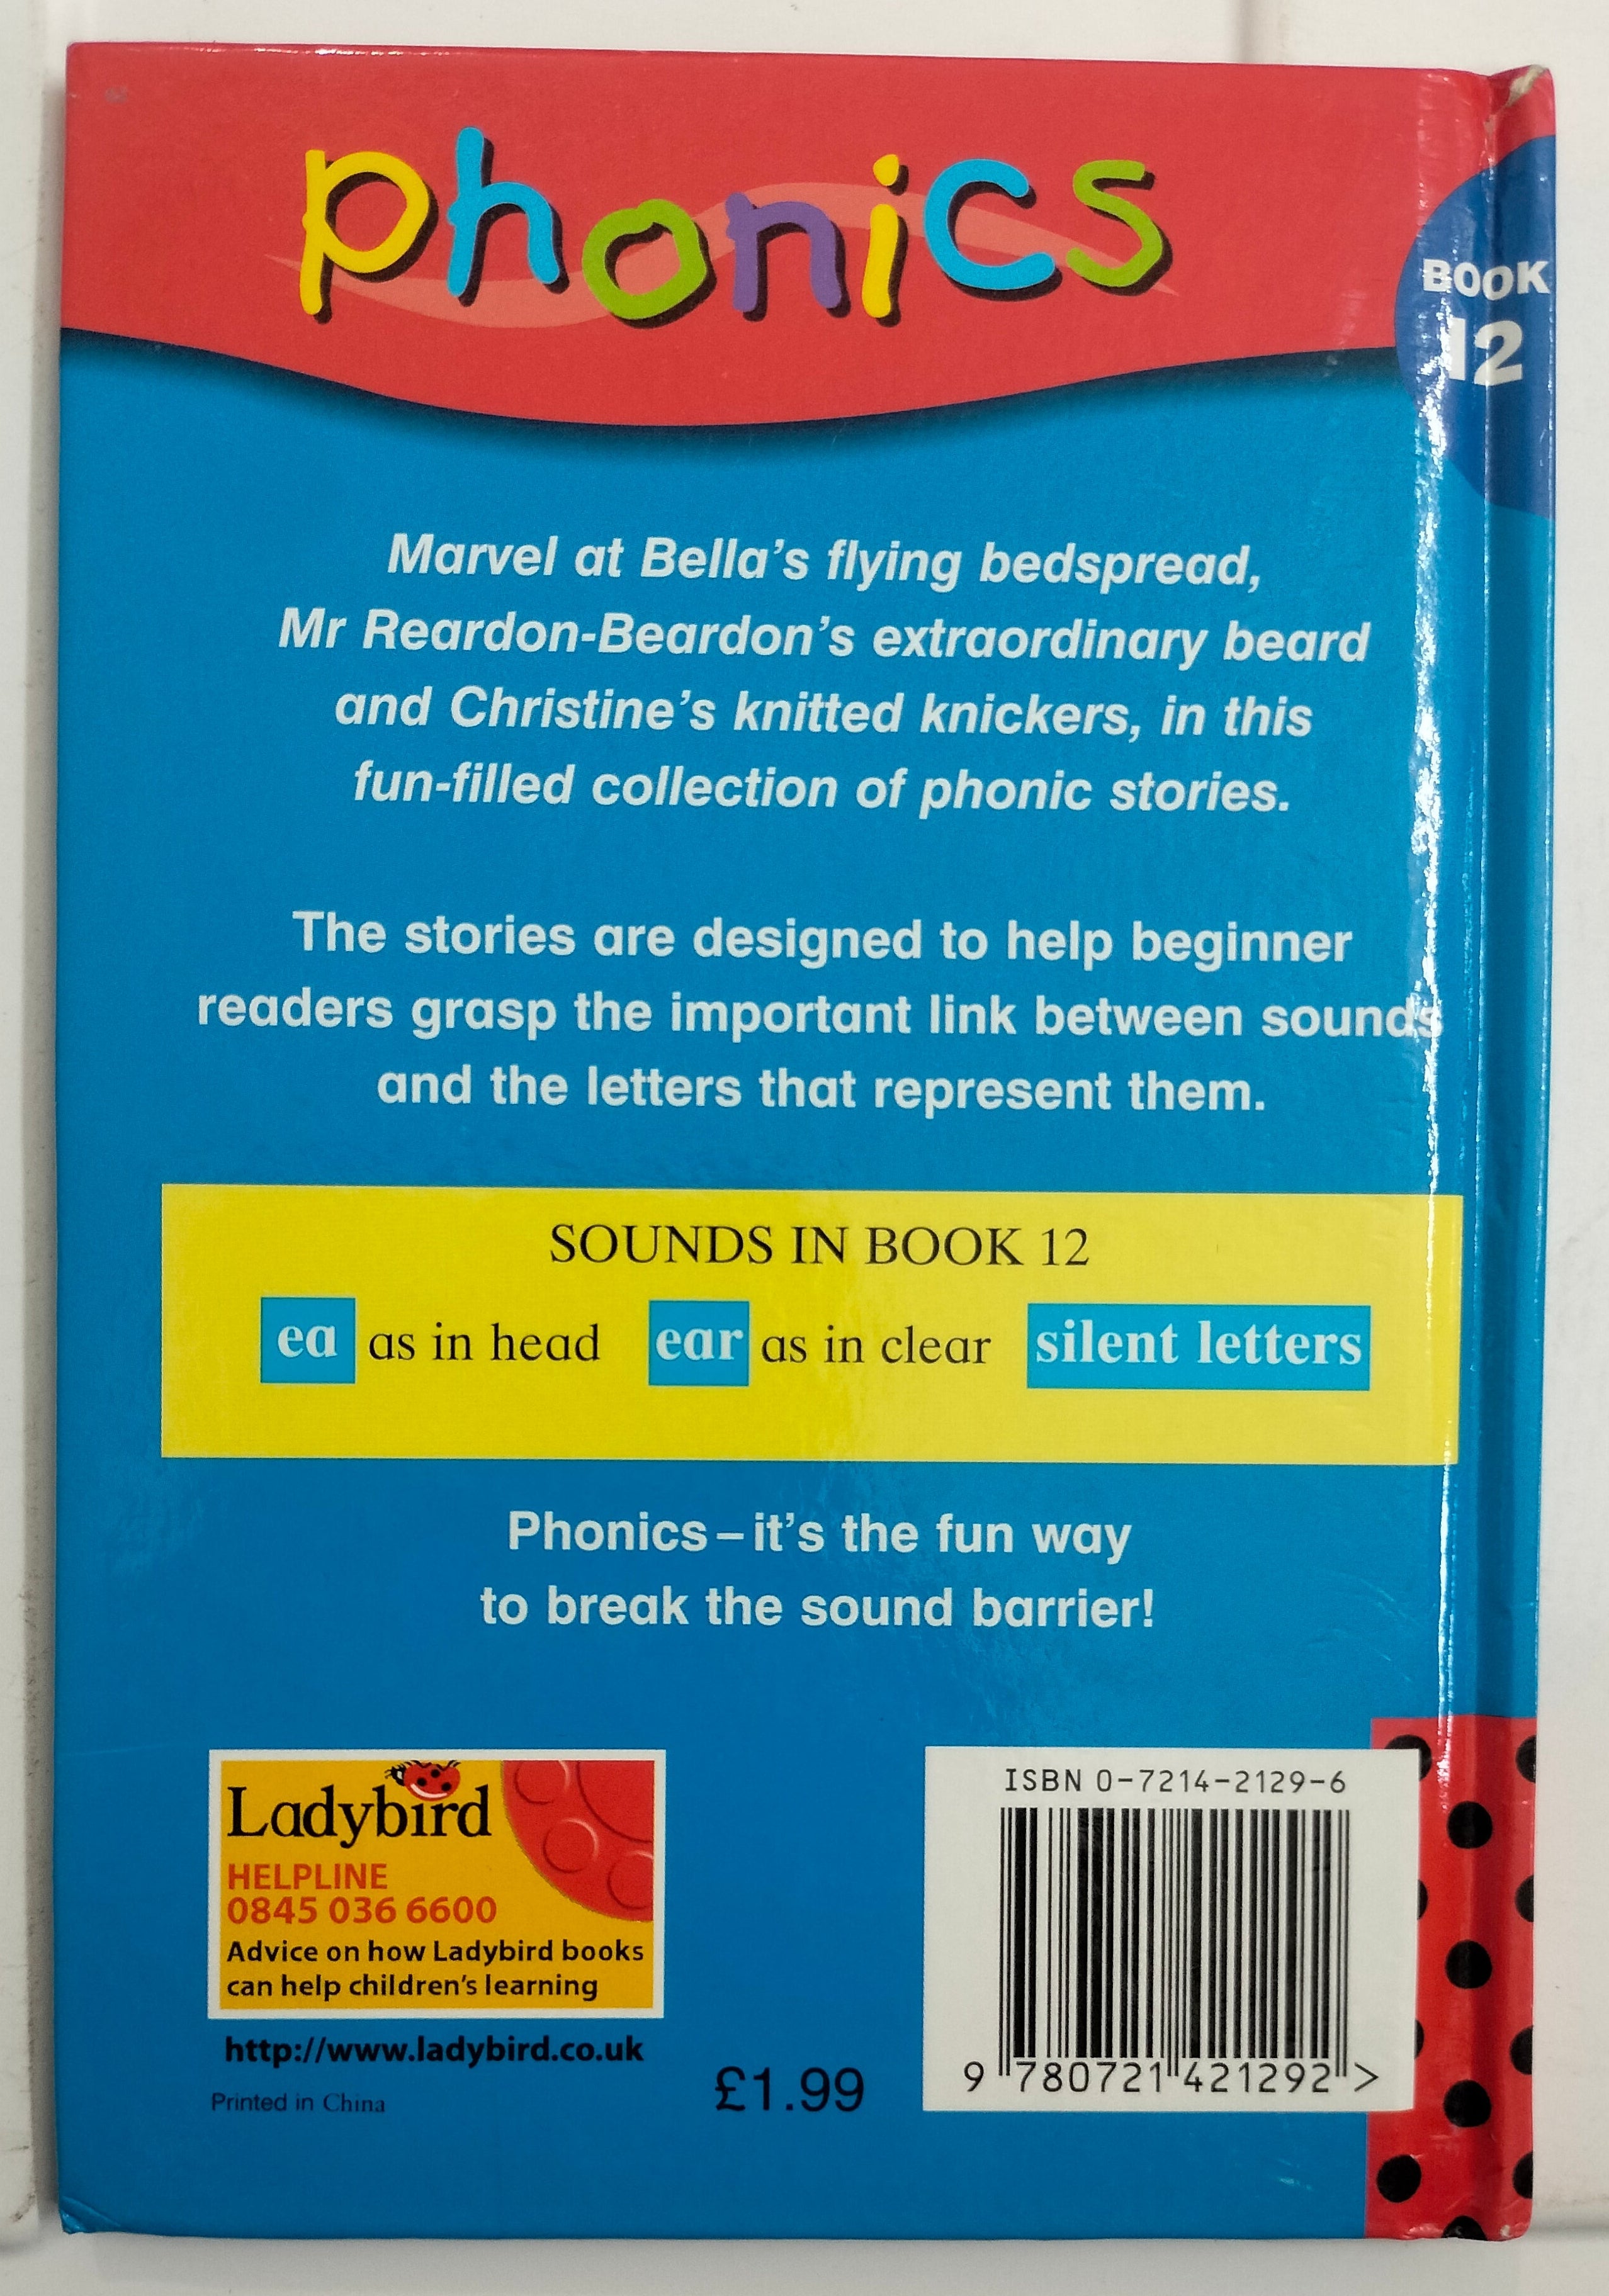 phonics
BOOK
12
Marvel at Bella's flying bedspread,
Mr Reardon-Beardon's extraordinary beard
and Christine's knitted knickers, in this
fun-filled collection of phonic stories.
The stories are designed to help beginner
readers grasp the important link between sounds
and the letters that represent them.
SOUNDS IN BOOK 12
ea as in head ear as in clear silent letters
Phonics – it's the fun way
to break the sound barrier!
Ladybird
HELPLINE
0845 036 6600
Advice on how Ladybird books
can help children's learning
http://www.ladybird.co.uk
Printed in China
£1.99
ISBN 0-7214-2129-6
9 780721 421292 >